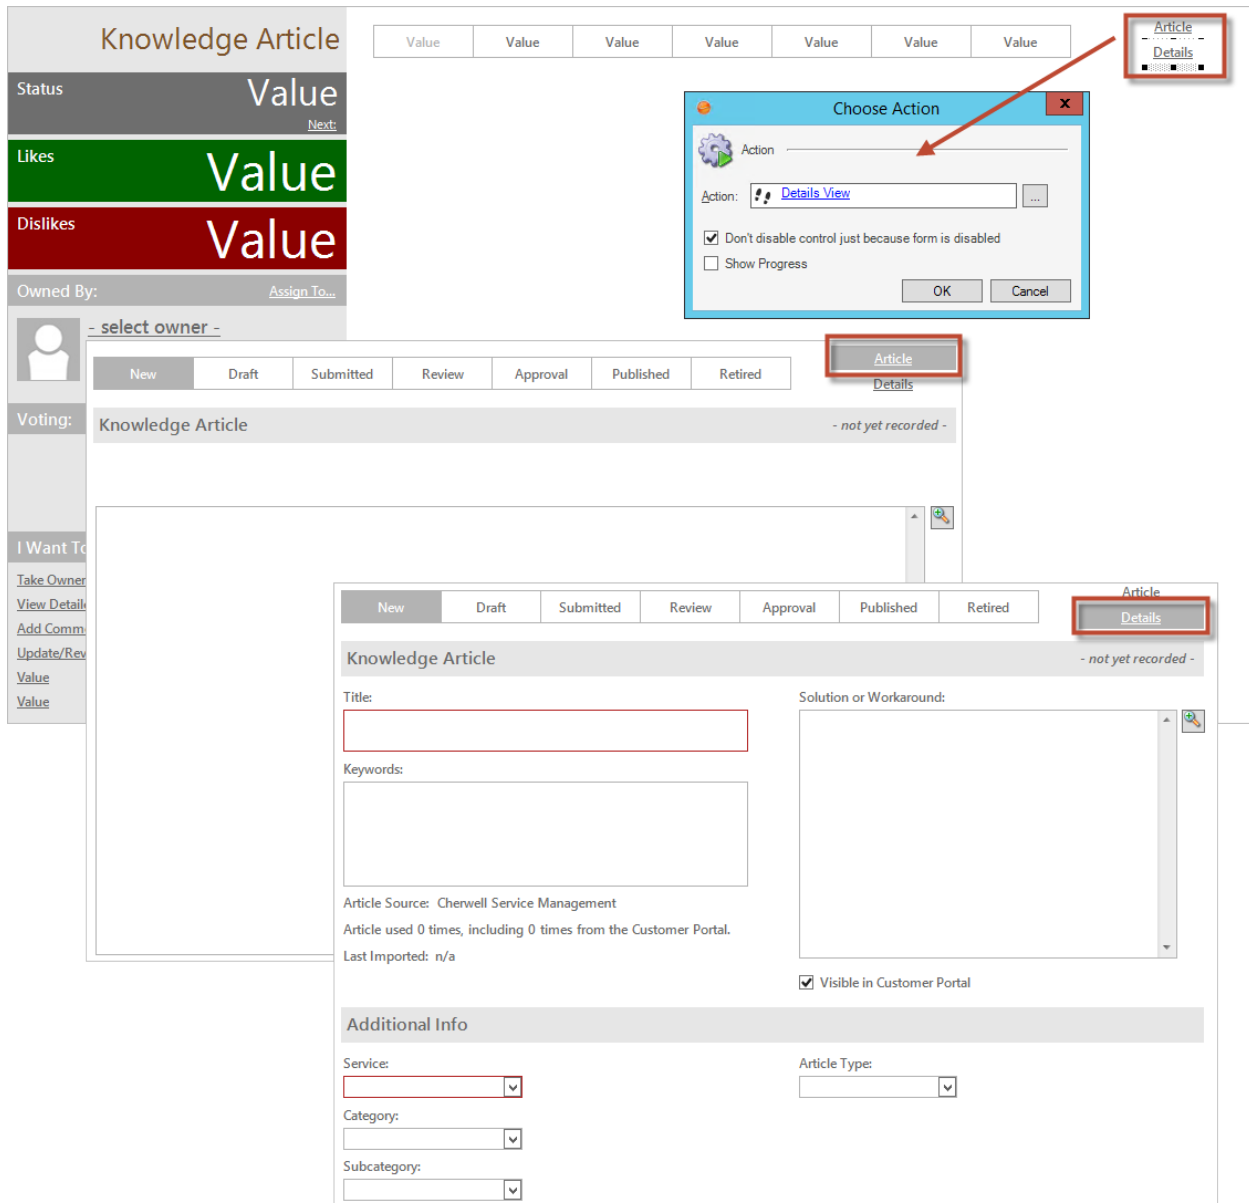 Knowledge Article
Value Value Value Value Value Value Value
Article
Details
Status
Value
Next:
Likes
Value
Dislikes
Value
Owned By:
Assign To...
- select owner -
Voting:
I Want To
Take Owner
View Detail
Add Comm
Update/Rev
Value
Value
Choose Action
x
Action
Action: Details View ...
Don't disable control just because form is disabled
Show Progress
OK Cancel
New Draft Submitted Review Approval Published Retired
Article
Details
Knowledge Article - not yet recorded -
New Draft Submitted Review Approval Published Retired
Article
Details
Knowledge Article - not yet recorded -
Title:
Solution or Workaround:
Keywords:
Article Source: Cherwell Service Management
Article used 0 times, including 0 times from the Customer Portal.
Last Imported: n/a
Visible in Customer Portal
Additional Info
Service:
Article Type:
Category:
Subcategory: